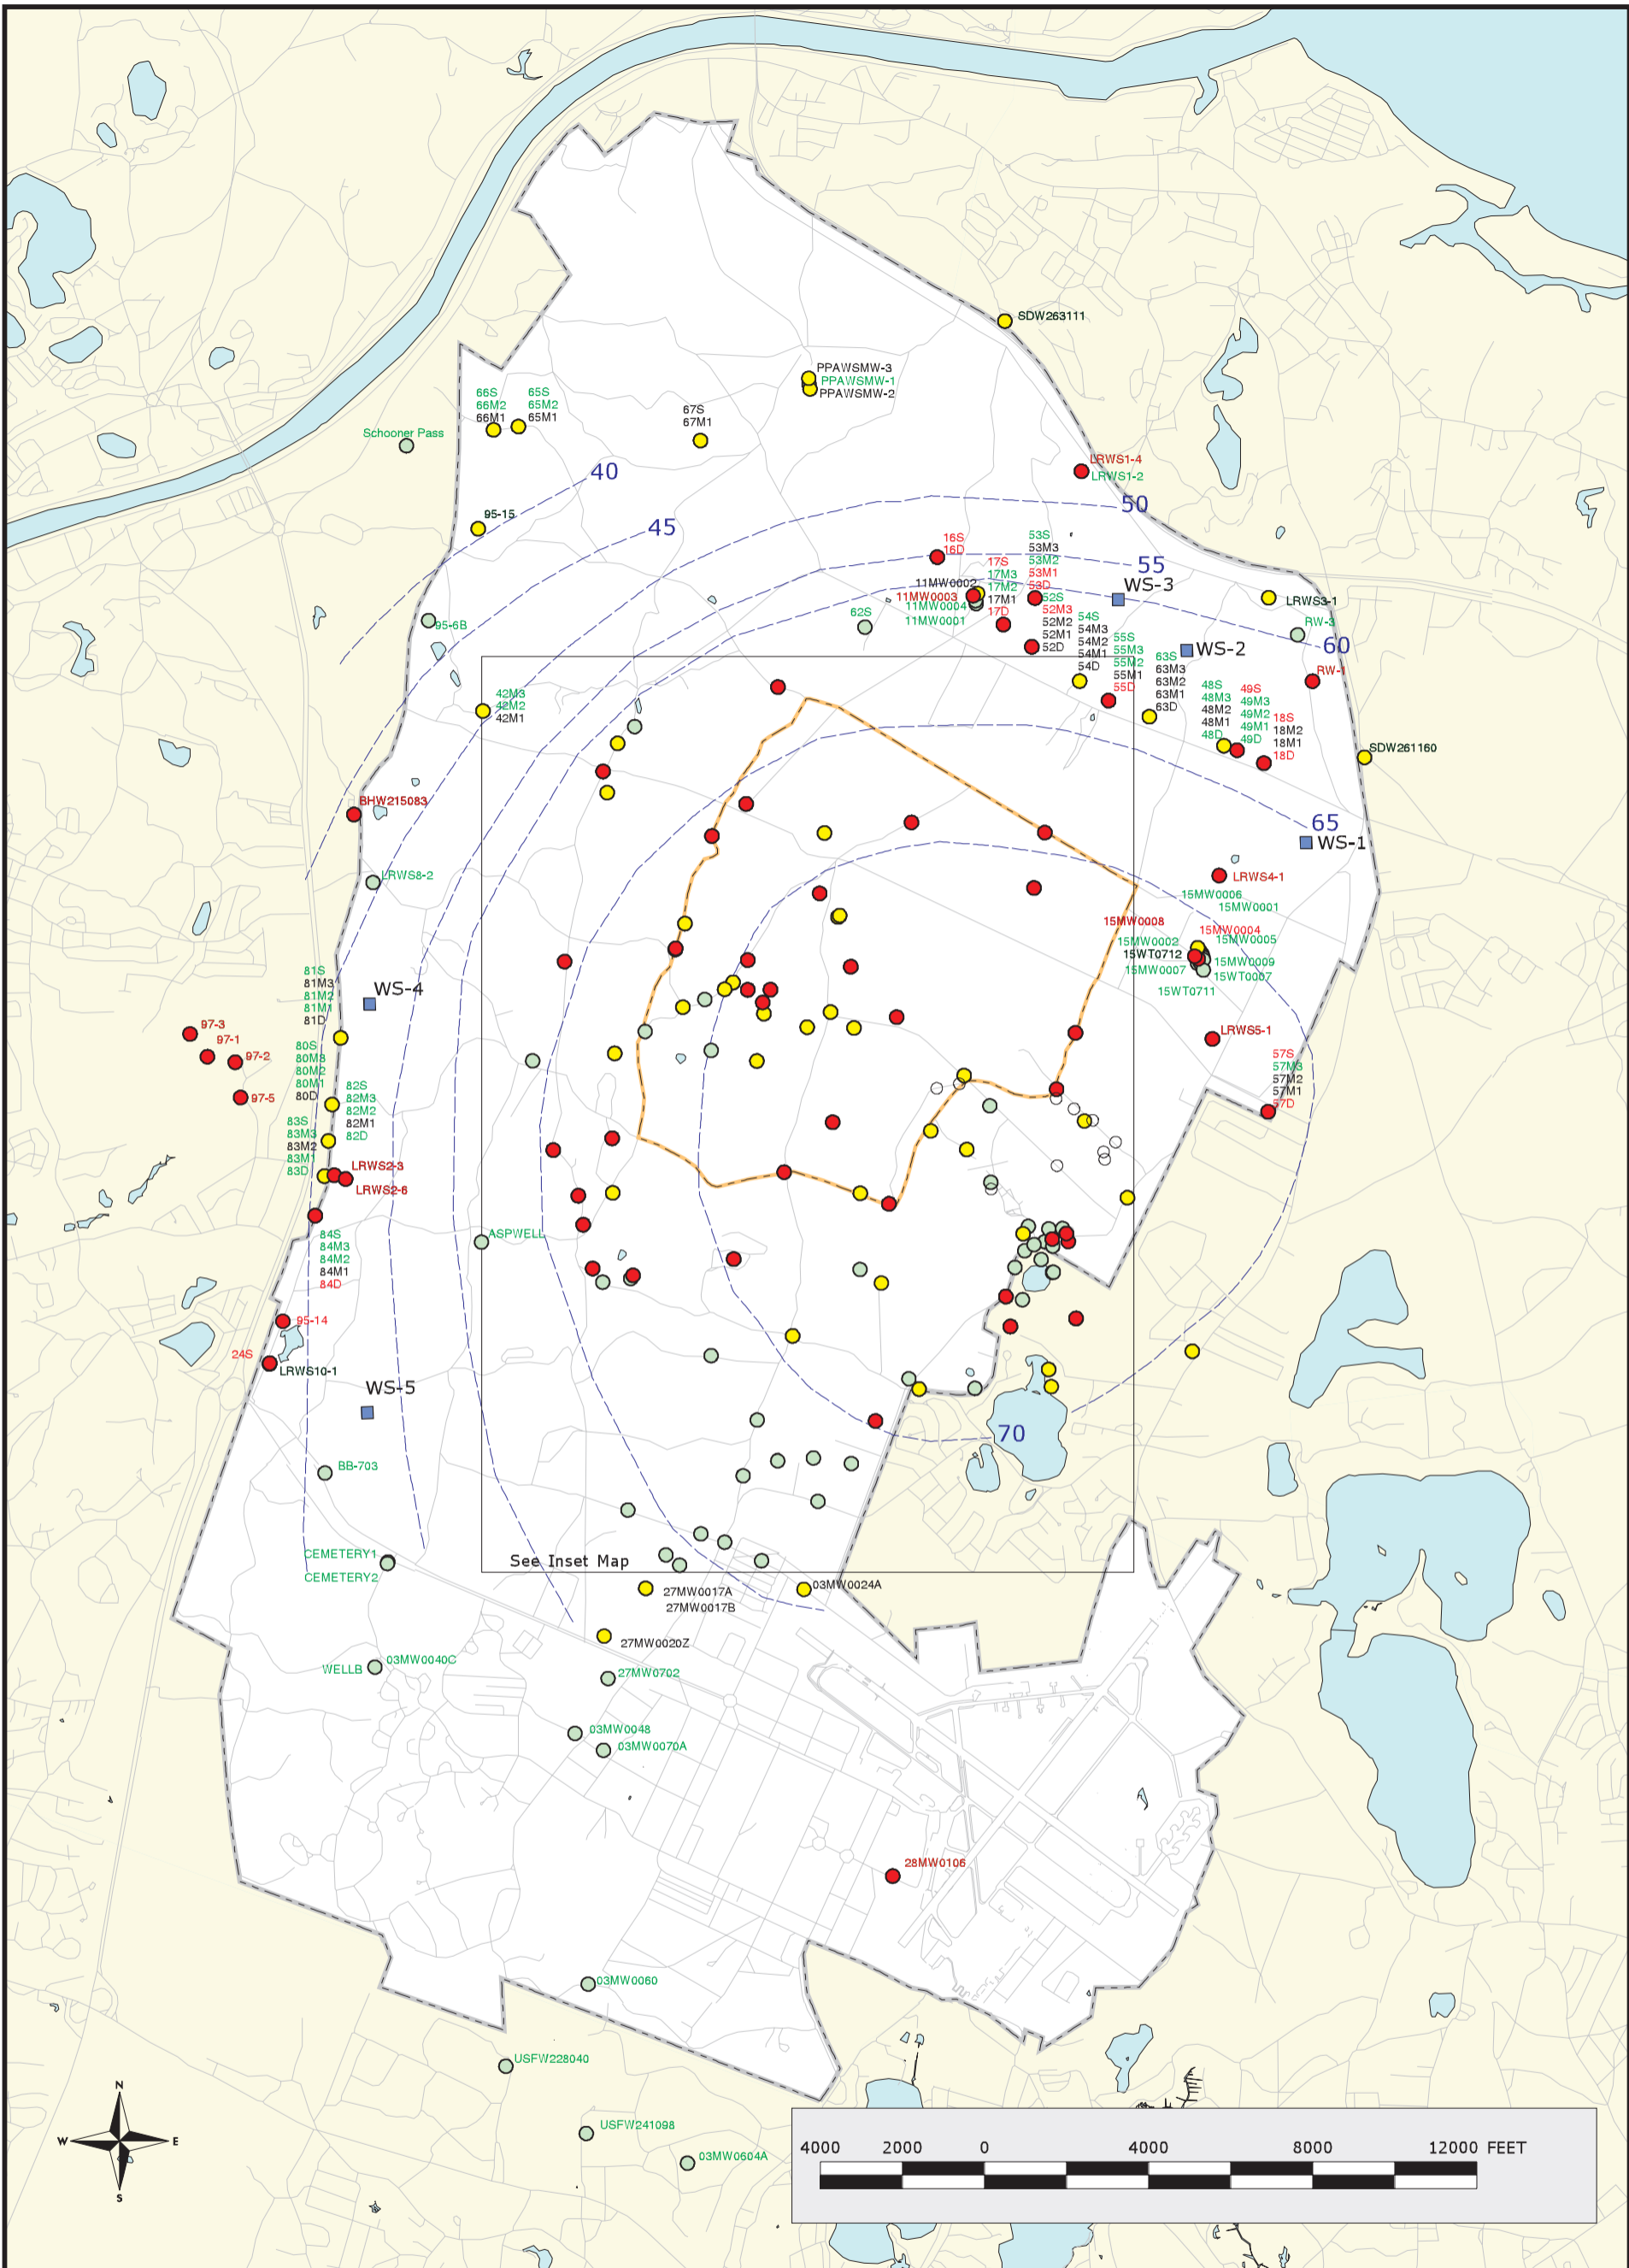 SDW263111
PPAWSMW-3
PPAWSMW-1
PPAWSMW-2
66S
66M2
66M1
65S
65M2
65M1
67S
67M1
Schooner Pass
LRWS1-4
LRWS1-2
40
50
95-15
45
16S
16D
53S
53M3
53M2
53M1
53D
55
17S
17M3
17M2
17M1
17D
WS-3
11MW0002
11MW0003
11MW0004
11MW0001
LRWS3-1
95-6B
62S
52S
52M3
52M2
52M1
52D
54S
54M3
54M2
54M1
54D
RW-3
60
55S
55M3
55M2
55M1
55D
WS-2
63S
63M3
63M2
63M1
63D
RW-1
42M3
42M2
42M1
48S
48M3
48M2
48M1
48D
49S
49M3
49M2
49M1
49D
18S
18M2
18M1
18D
SDW261160
BHW215083
65
WS-1
LRWS8-2
LRWS4-1
15MW0006
15MW0001
15MW0008
15MW0004
15MW0002
15MW0005
15WT0712
15MW0009
15MW0007
15WT0007
15WT0711
81S
81M3
81M2
81M1
81D
WS-4
97-3
97-1
97-2
97-5
LRWS5-1
80S
80M3
80M2
80M1
80D
57S
57M3
57M2
57M1
57D
82S
82M3
82M2
82M1
82D
83S
83M3
83M2
83M1
83D
LRWS2-3
LRWS2-6
84S
84M3
84M2
84M1
84D
ASPWELL
95-14
24S
LRWS10-1
WS-5
70
BB-703
See Inset Map
CEMETERY1
CEMETERY2
27MW0017A
27MW0017B
03MW0024A
27MW0020Z
WELLB
03MW0040C
27MW0702
03MW0048
03MW0070A
28MW0106
03MW0060
USFW228040
USFW241098
03MW0604A
N
W
E
S
4000 2000 0 4000 8000 12000 FEET